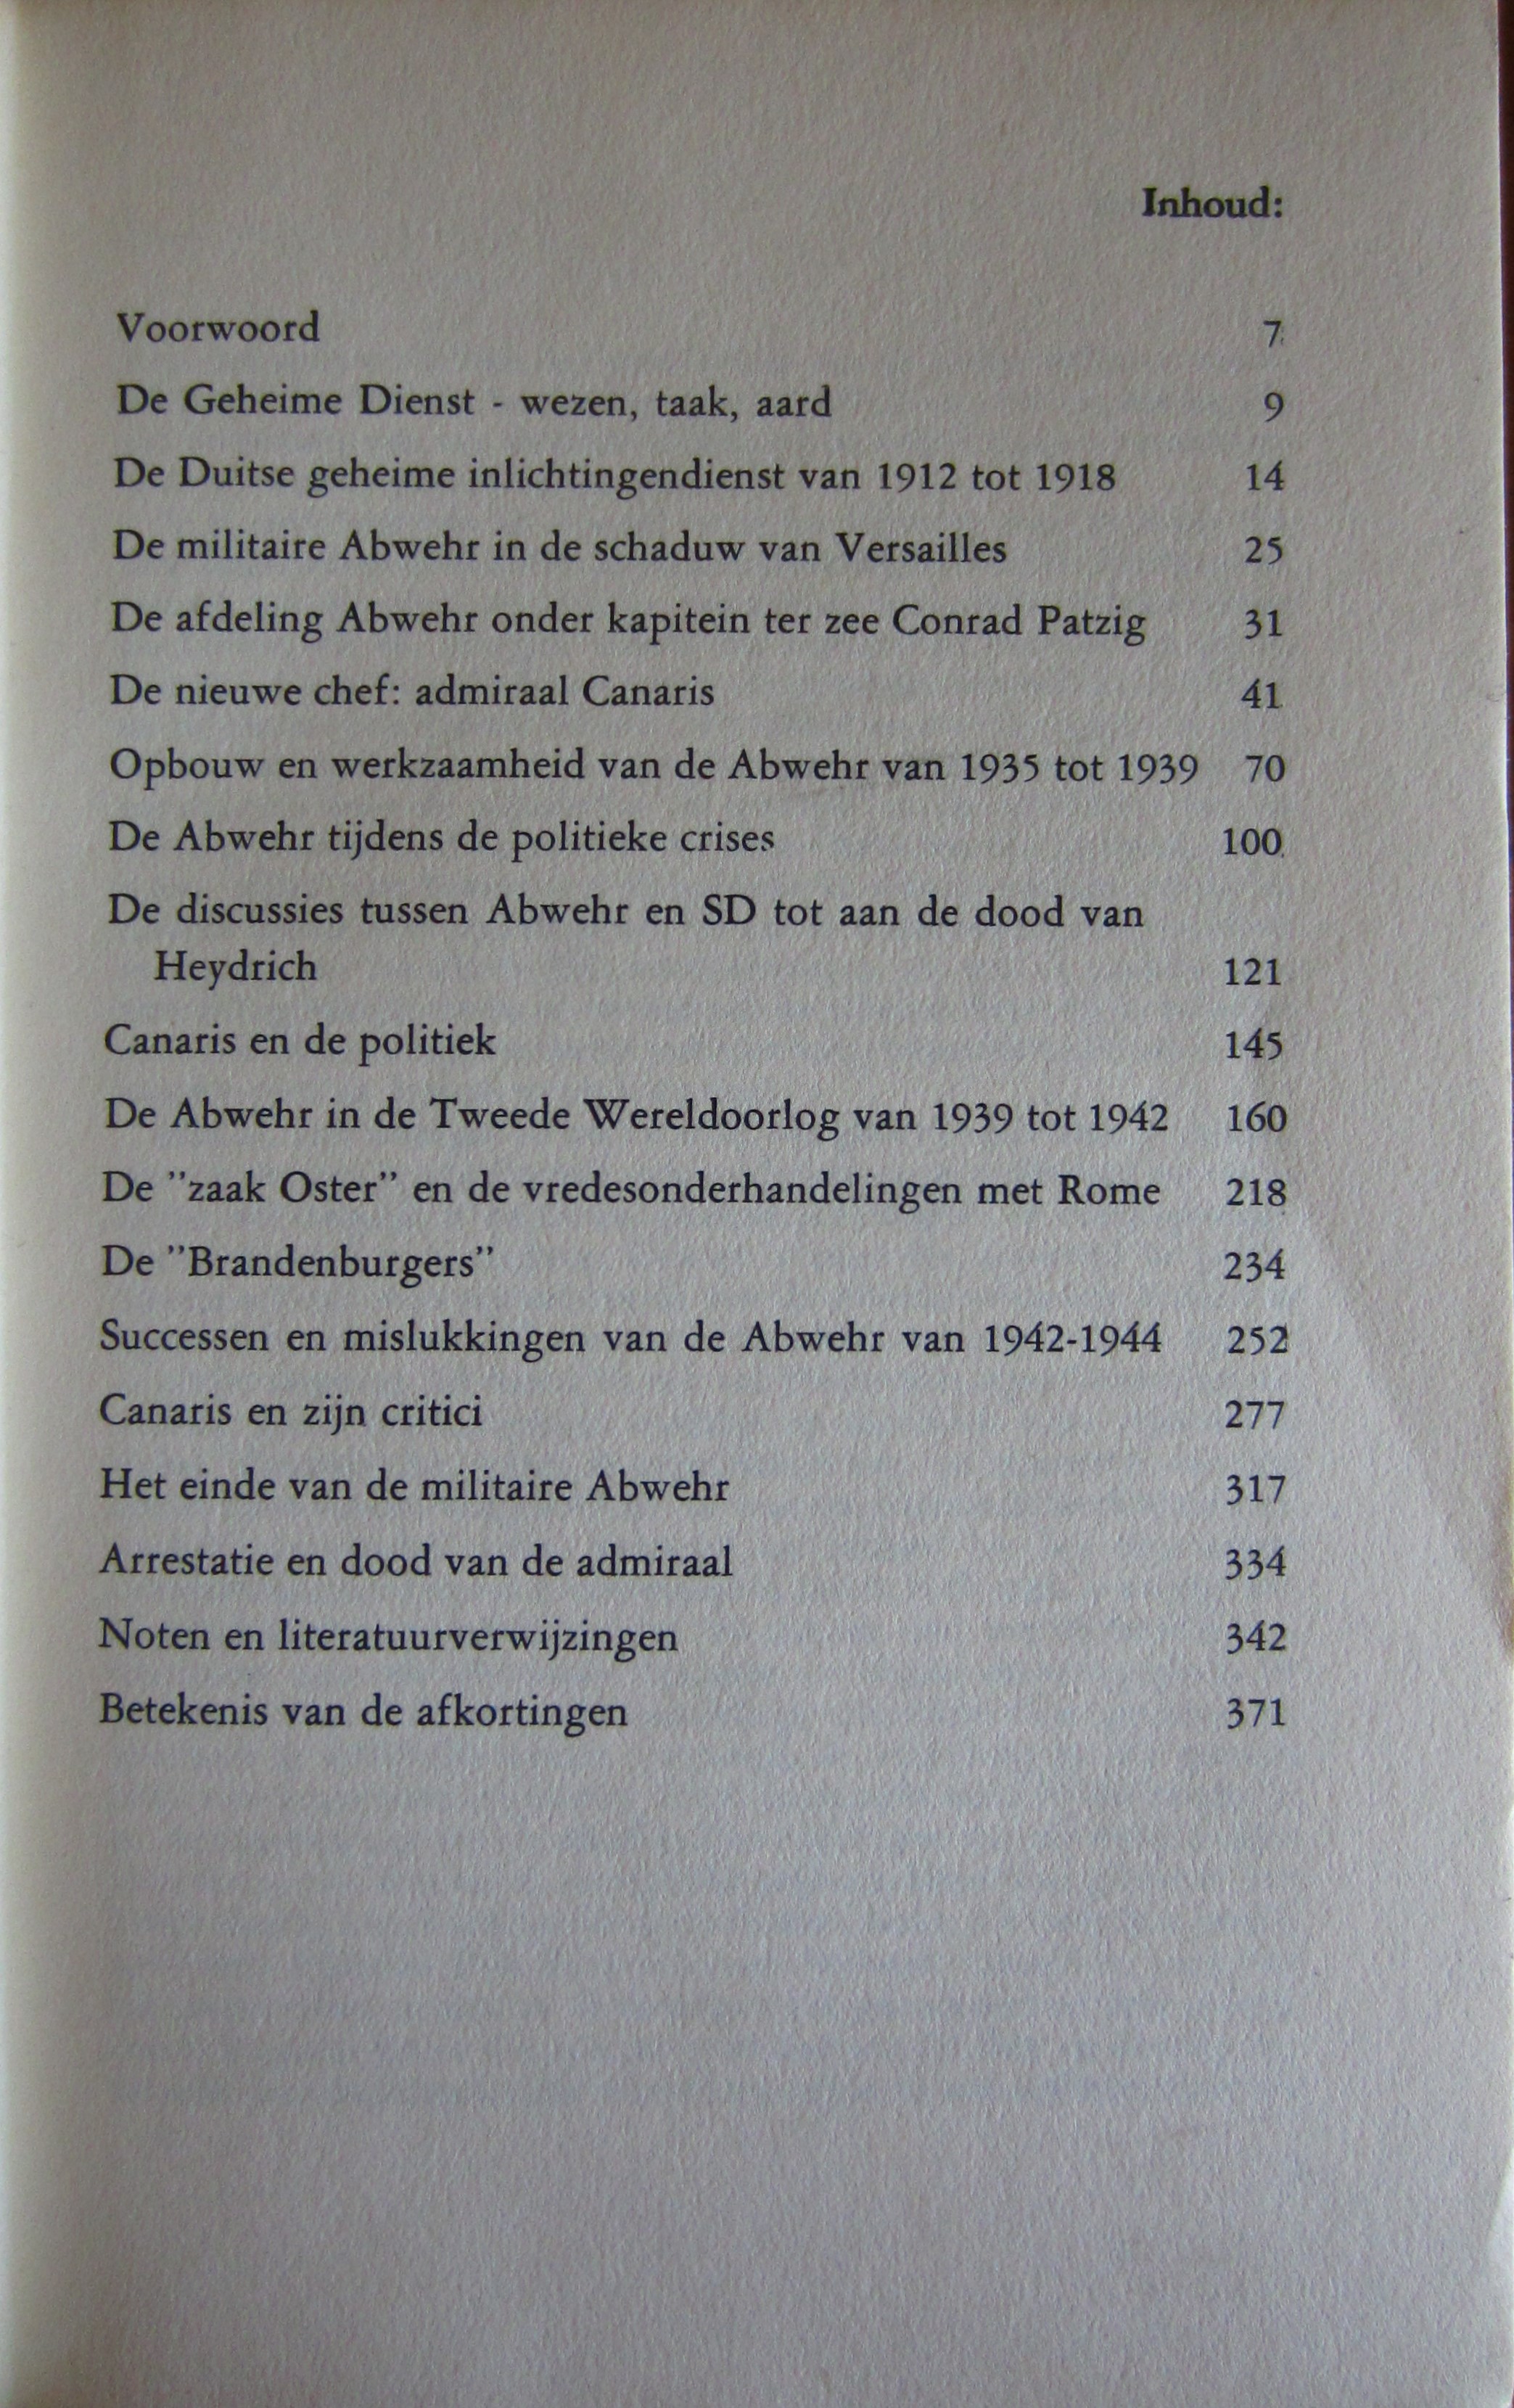 Inhoud:
Voorwoord 7
De Geheime Dienst - wezen, taak, aard 9
De Duitse geheime inlichtingendienst van 1912 tot 1918 14
De militaire Abwehr in de schaduw van Versailles 25
De afdeling Abwehr onder kapitein ter zee Conrad Patzig 31
De nieuwe chef: admiraal Canaris 41
Opbouw en werkzaamheid van de Abwehr van 1935 tot 1939 70
De Abwehr tijdens de politieke crises 100
De discussies tussen Abwehr en SD tot aan de dood van
Heydrich 121
Canaris en de politiek 145
De Abwehr in de Tweede Wereldoorlog van 1939 tot 1942 160
De ''zaak Oster'' en de vredesonderhandelingen met Rome 218
De ''Brandenburgers'' 234
Successen en mislukkingen van de Abwehr van 1942-1944 252
Canaris en zijn critici 277
Het einde van de militaire Abwehr 317
Arrestatie en dood van de admiraal 334
Noten en literatuurverwijzingen 342
Betekenis van de afkortingen 371